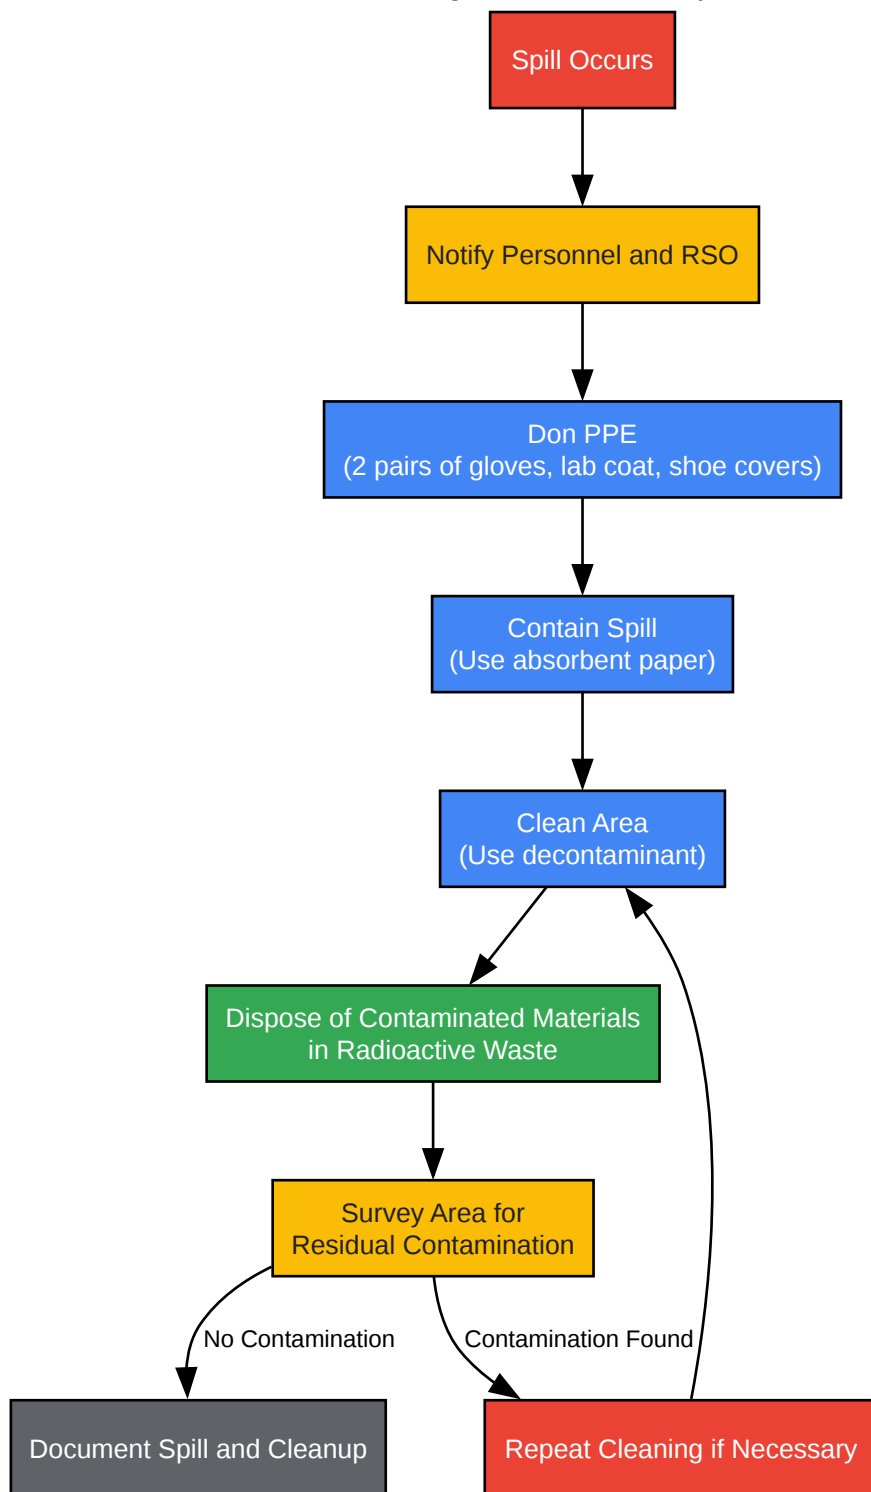 Spill Occurs
Notify Personnel and RSO
Don PPE
(2 pairs of gloves, lab coat, shoe covers)
Contain Spill
(Use absorbent paper)
Clean Area
(Use decontaminant)
Dispose of Contaminated Materials
in Radioactive Waste
Survey Area for
Residual Contamination
No Contamination
Contamination Found
Document Spill and Cleanup
Repeat Cleaning if Necessary